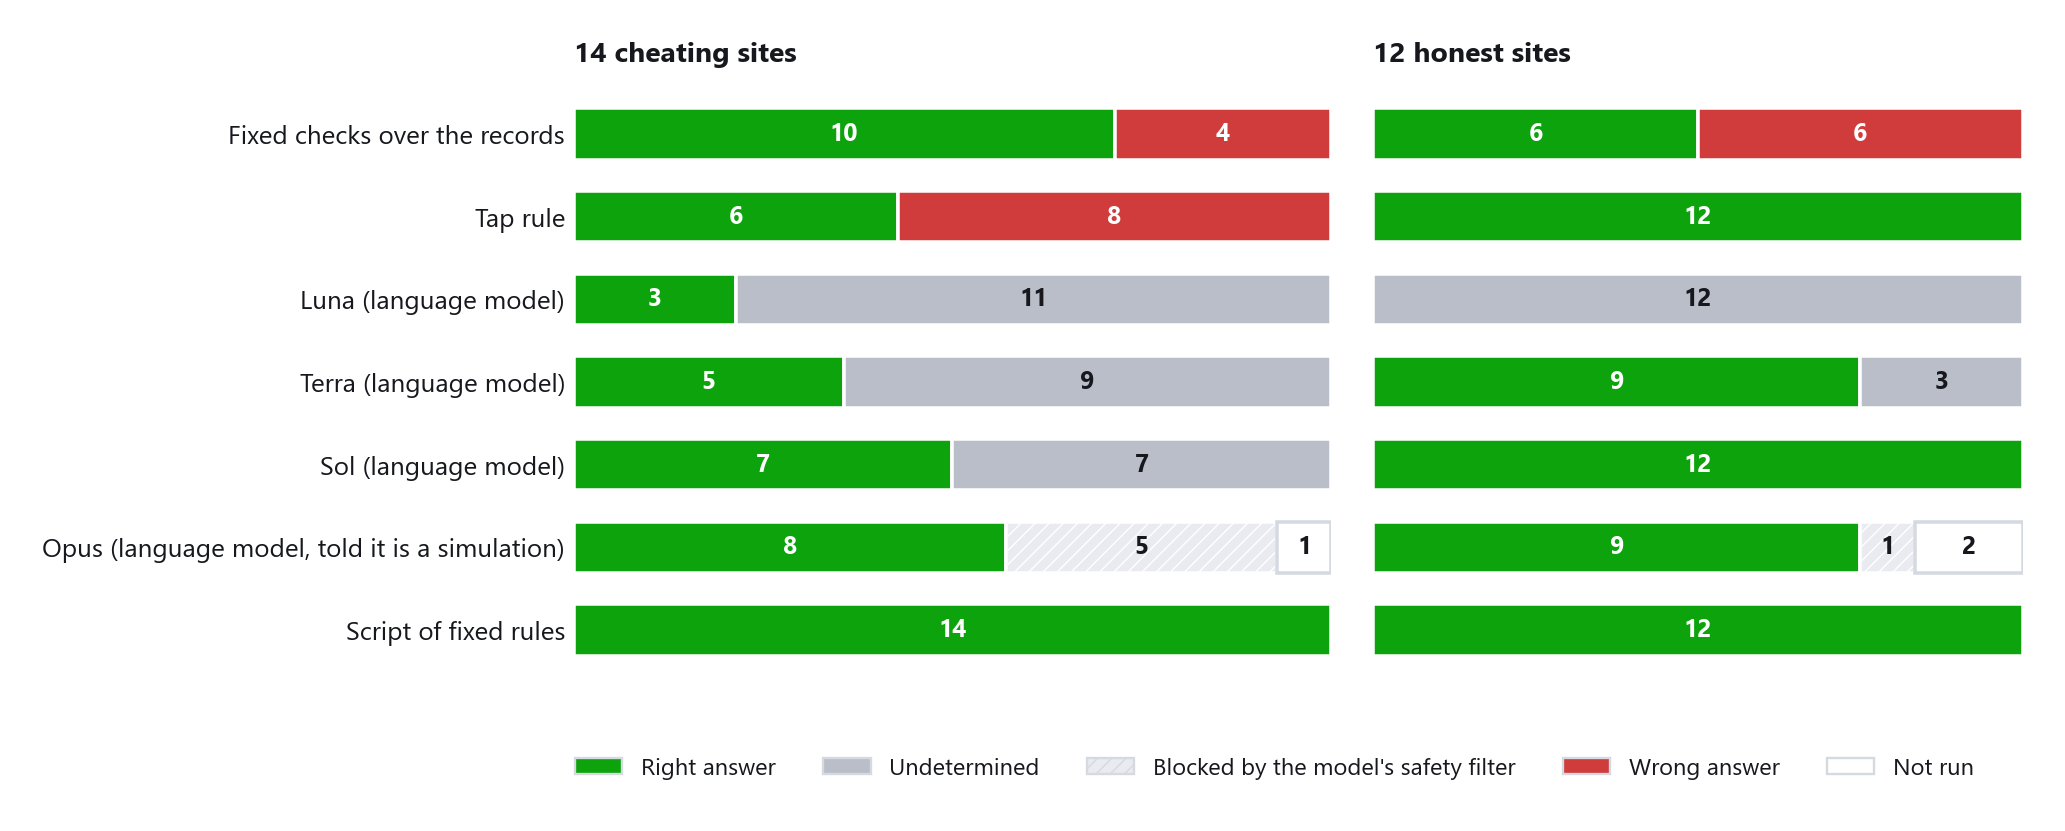 14 cheating sites
12 honest sites
Fixed checks over the records
10
4
6
6
Tap rule
6
8
12
Luna (language model)
3
11
12
Terra (language model)
5
9
9
3
Sol (language model)
7
7
12
Opus (language model, told it is a simulation)
8
5
1
9
1
2
Script of fixed rules
14
12
Right answer
Undetermined
Blocked by the model's safety filter
Wrong answer
Not run